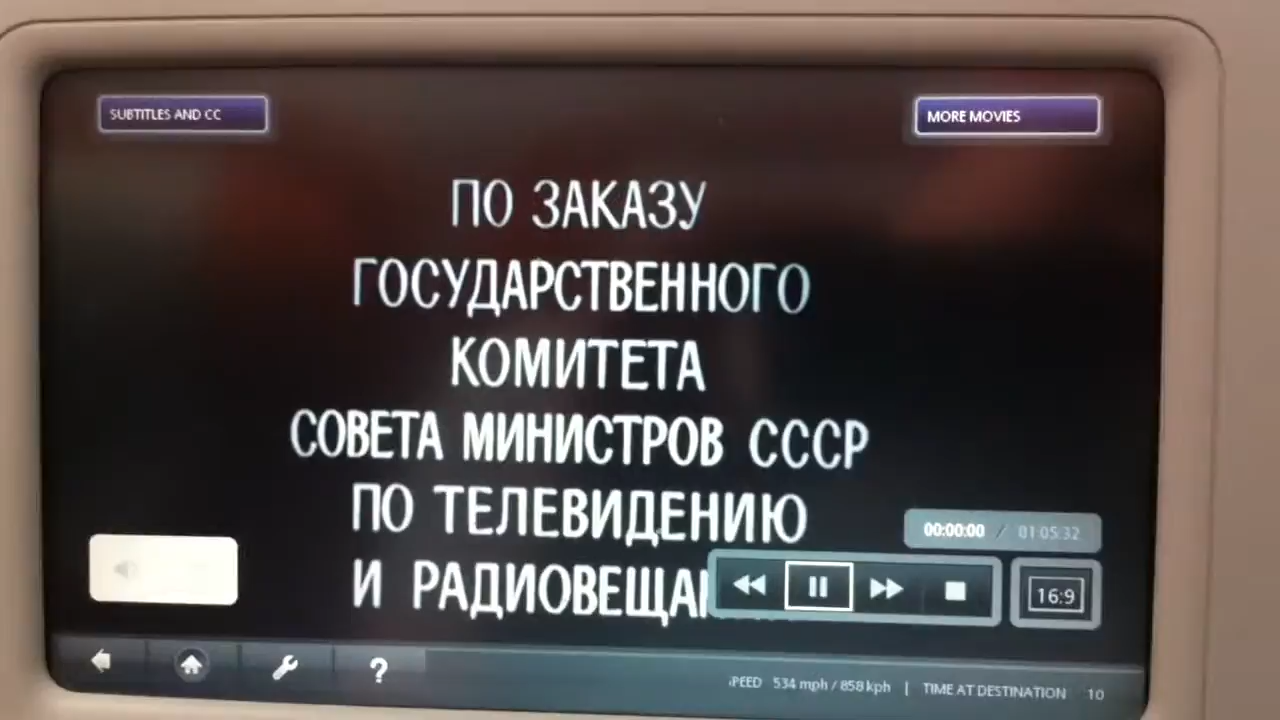 SUBTITLES AND CC
MORE MOVIES
ПО ЗАКАЗУ
ГОСУДАРСТВЕННОГО
КОМИТЕТА
СОВЕТА МИНИСТРОВ СССР
ПО ТЕЛЕВИДЕНИЮ
00:00:00 / 01:05:32
И
16:9
?
534 mph / 858 kph | TIME AT DESTINATION 10